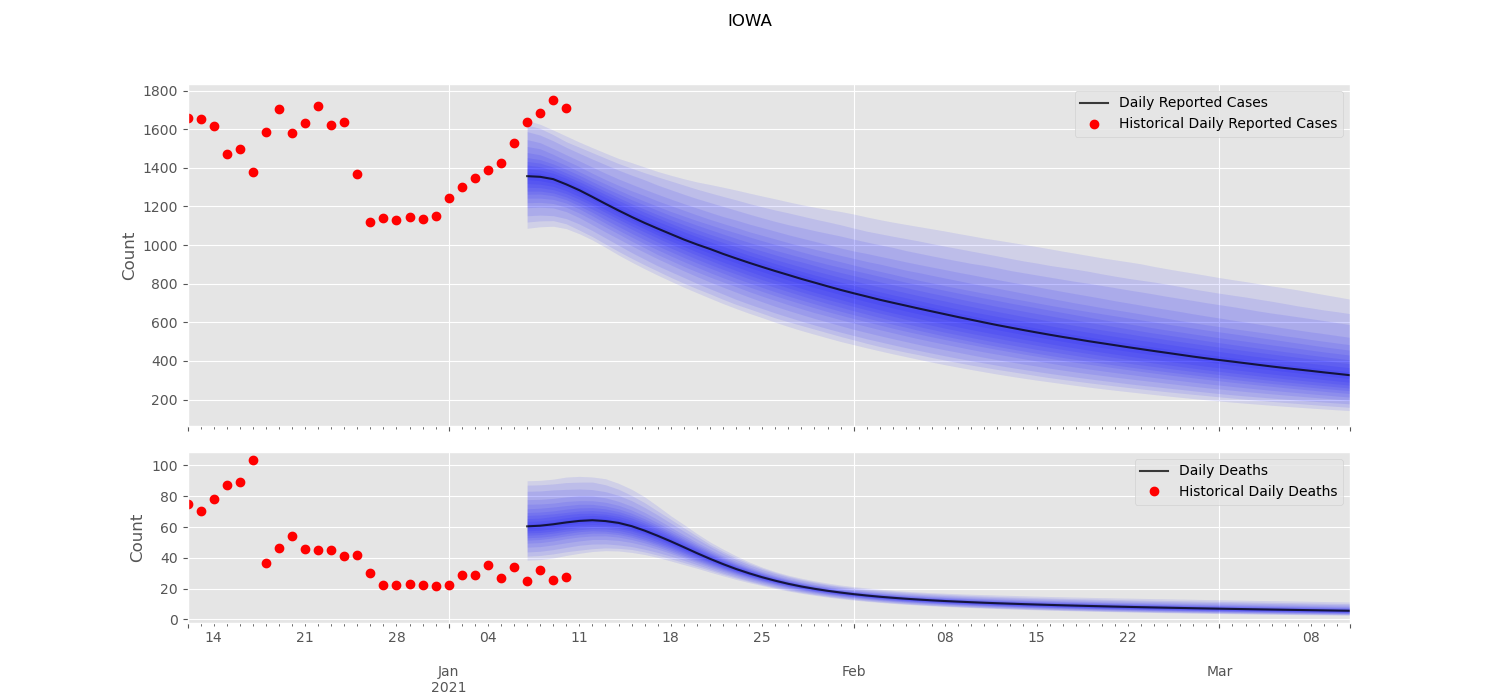 IOWA
1800
1600
1400
1200
1000
800
600
400
200
Count
Daily Reported Cases
Historical Daily Reported Cases
100
80
60
40
20
0
Count
Daily Deaths
Historical Daily Deaths
14 21 28 04 11 18 25 08 15 22 08
Jan Feb Mar
2021